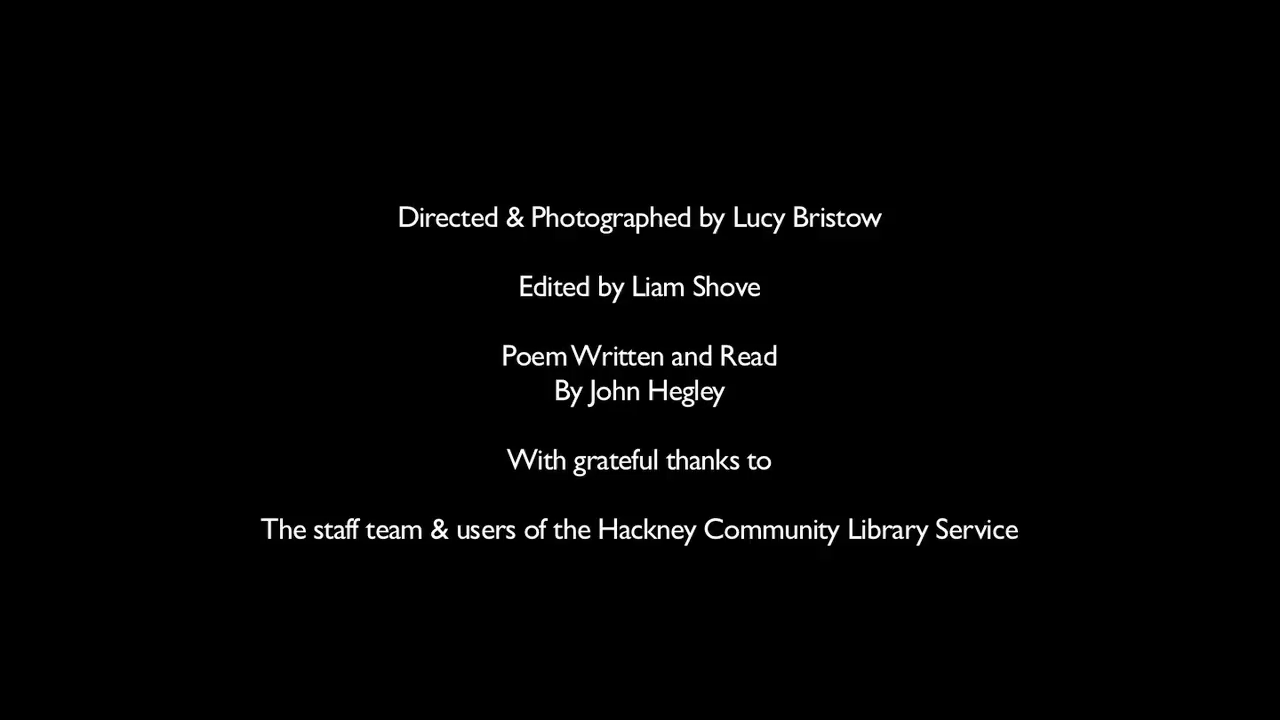 Directed & Photographed by Lucy Bristow
Edited by Liam Shove
Poem Written and Read
By John Hegley
With grateful thanks to
The staff team & users of the Hackney Community Library Service